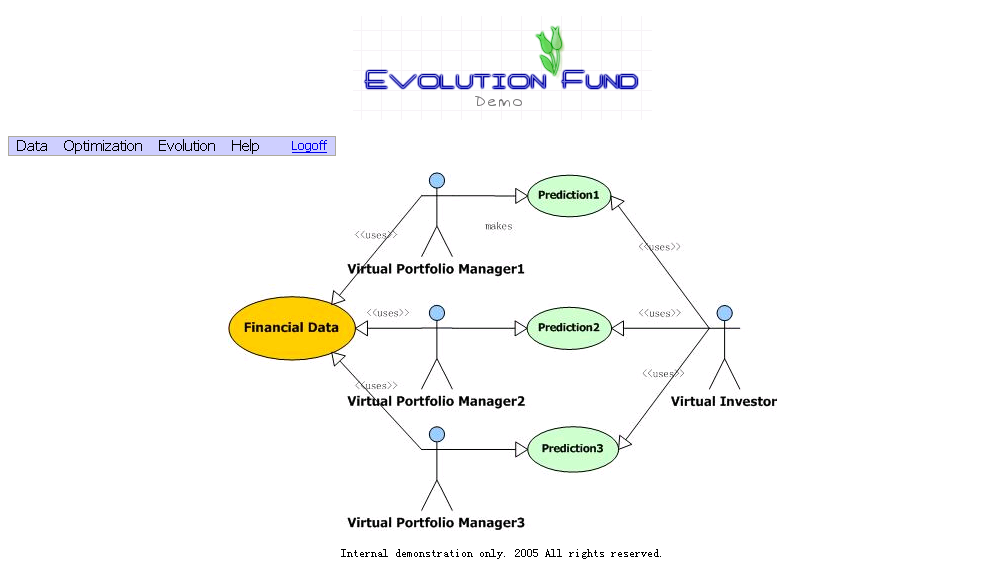 Evolution Fund
Demo
Data Optimization Evolution Help Logoff
Prediction1
makes
<<uses>>
<<uses>>
Virtual Portfolio Manager1
<<uses>>
<<uses>>
Financial Data
Prediction2
<<uses>>
<<uses>>
Virtual Portfolio Manager2
Virtual Investor
Prediction3
Virtual Portfolio Manager3
Internal demonstration only. 2005 All rights reserved.